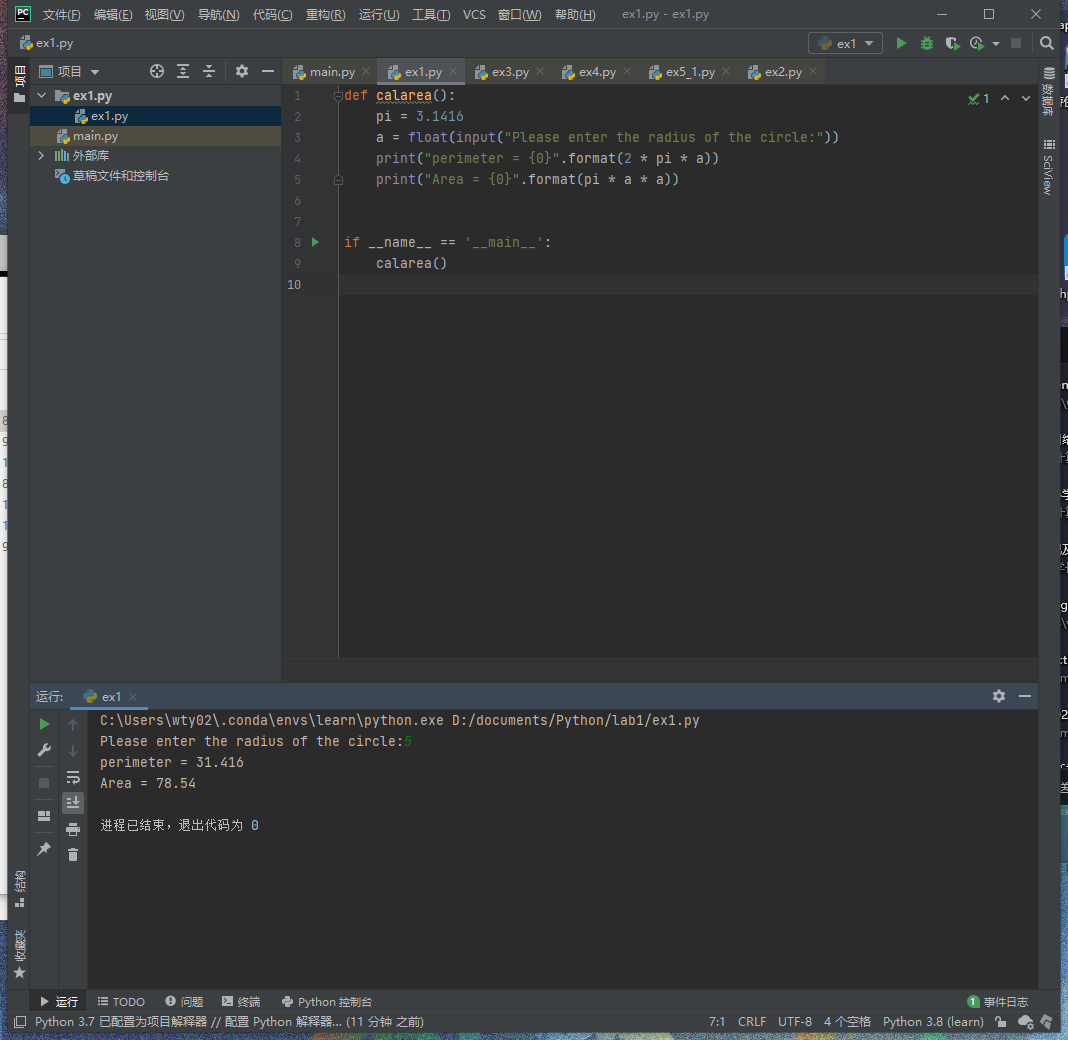 PC 文件(F) 编辑(E) 视图(V) 导航(N) 代码(C) 重构(R) 运行(U) 工具(T) VCS 窗口(W) 帮助(H) ex1.py - ex1.py
ex1.py
ex1
项目
项目
main.py ex1.py ex3.py ex4.py ex5_1.py ex2.py
ex1.py
ex1.py
main.py
外部库
草稿文件和控制台
1 def calarea():
2 pi = 3.1416
3 a = float(input("Please enter the radius of the circle:"))
4 print("perimeter = {0}".format(2 * pi * a))
5 print("Area = {0}".format(pi * a * a))
6
7
8 if __name__ == '__main__':
9 calarea()
10
1
数据库
SciView
运行: ex1
C:\Users\wty02\.conda\envs\learn\python.exe D:/documents/Python/lab1/ex1.py
Please enter the radius of the circle:5
perimeter = 31.416
Area = 78.54
进程已结束，退出代码为 0
结构
收藏夹
运行 TODO 问题 终端 Python 控制台 1 事件日志
Python 3.7 已配置为项目解释器 // 配置 Python 解释器... (11 分钟 之前) 7:1 CRLF UTF-8 4 个空格 Python 3.8 (learn)